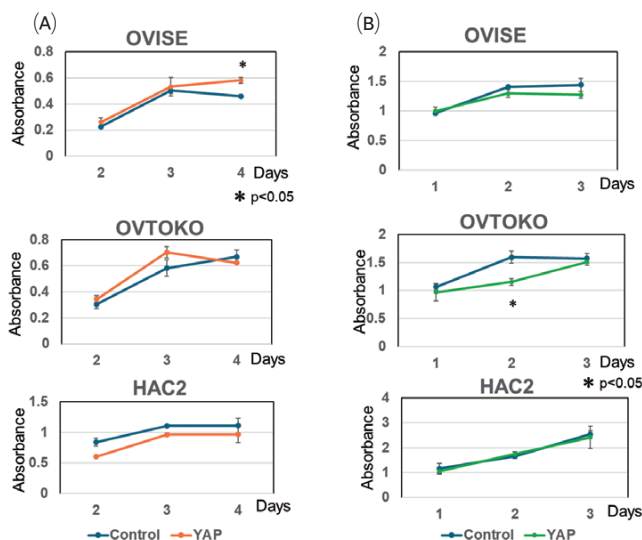 (A)
OVISE
Absorbance
0.8
0.6
0.4
0.2
0
*
2 3 4 Days
* p<0.05
OVTOKO
Absorbance
0.8
0.6
0.4
0.2
0
2 3 4 Days
HAC2
Absorbance
1.5
1
0.5
0
2 3 4 Days
Control YAP
(B)
OVISE
Absorbance
2
1.5
1
0.5
0
1 2 3 Days
OVTOKO
Absorbance
2
1.5
1
0.5
0
*
1 2 3 Days
* p<0.05
HAC2
Absorbance
4
3
2
1
0
1 2 3 Days
Control YAP